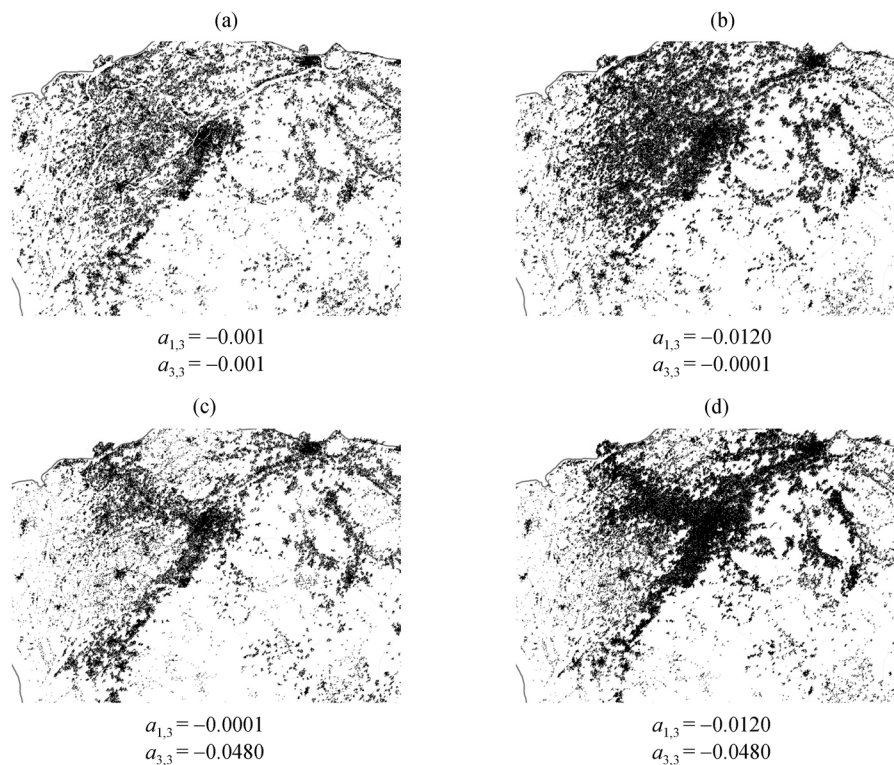 (a) (b)
a1,3 = –0.001 a1,3 = –0.0120
a3,3 = –0.001 a3,3 = –0.0001
(c) (d)
a1,3 = –0.0001 a1,3 = –0.0120
a3,3 = –0.0480 a3,3 = –0.0480